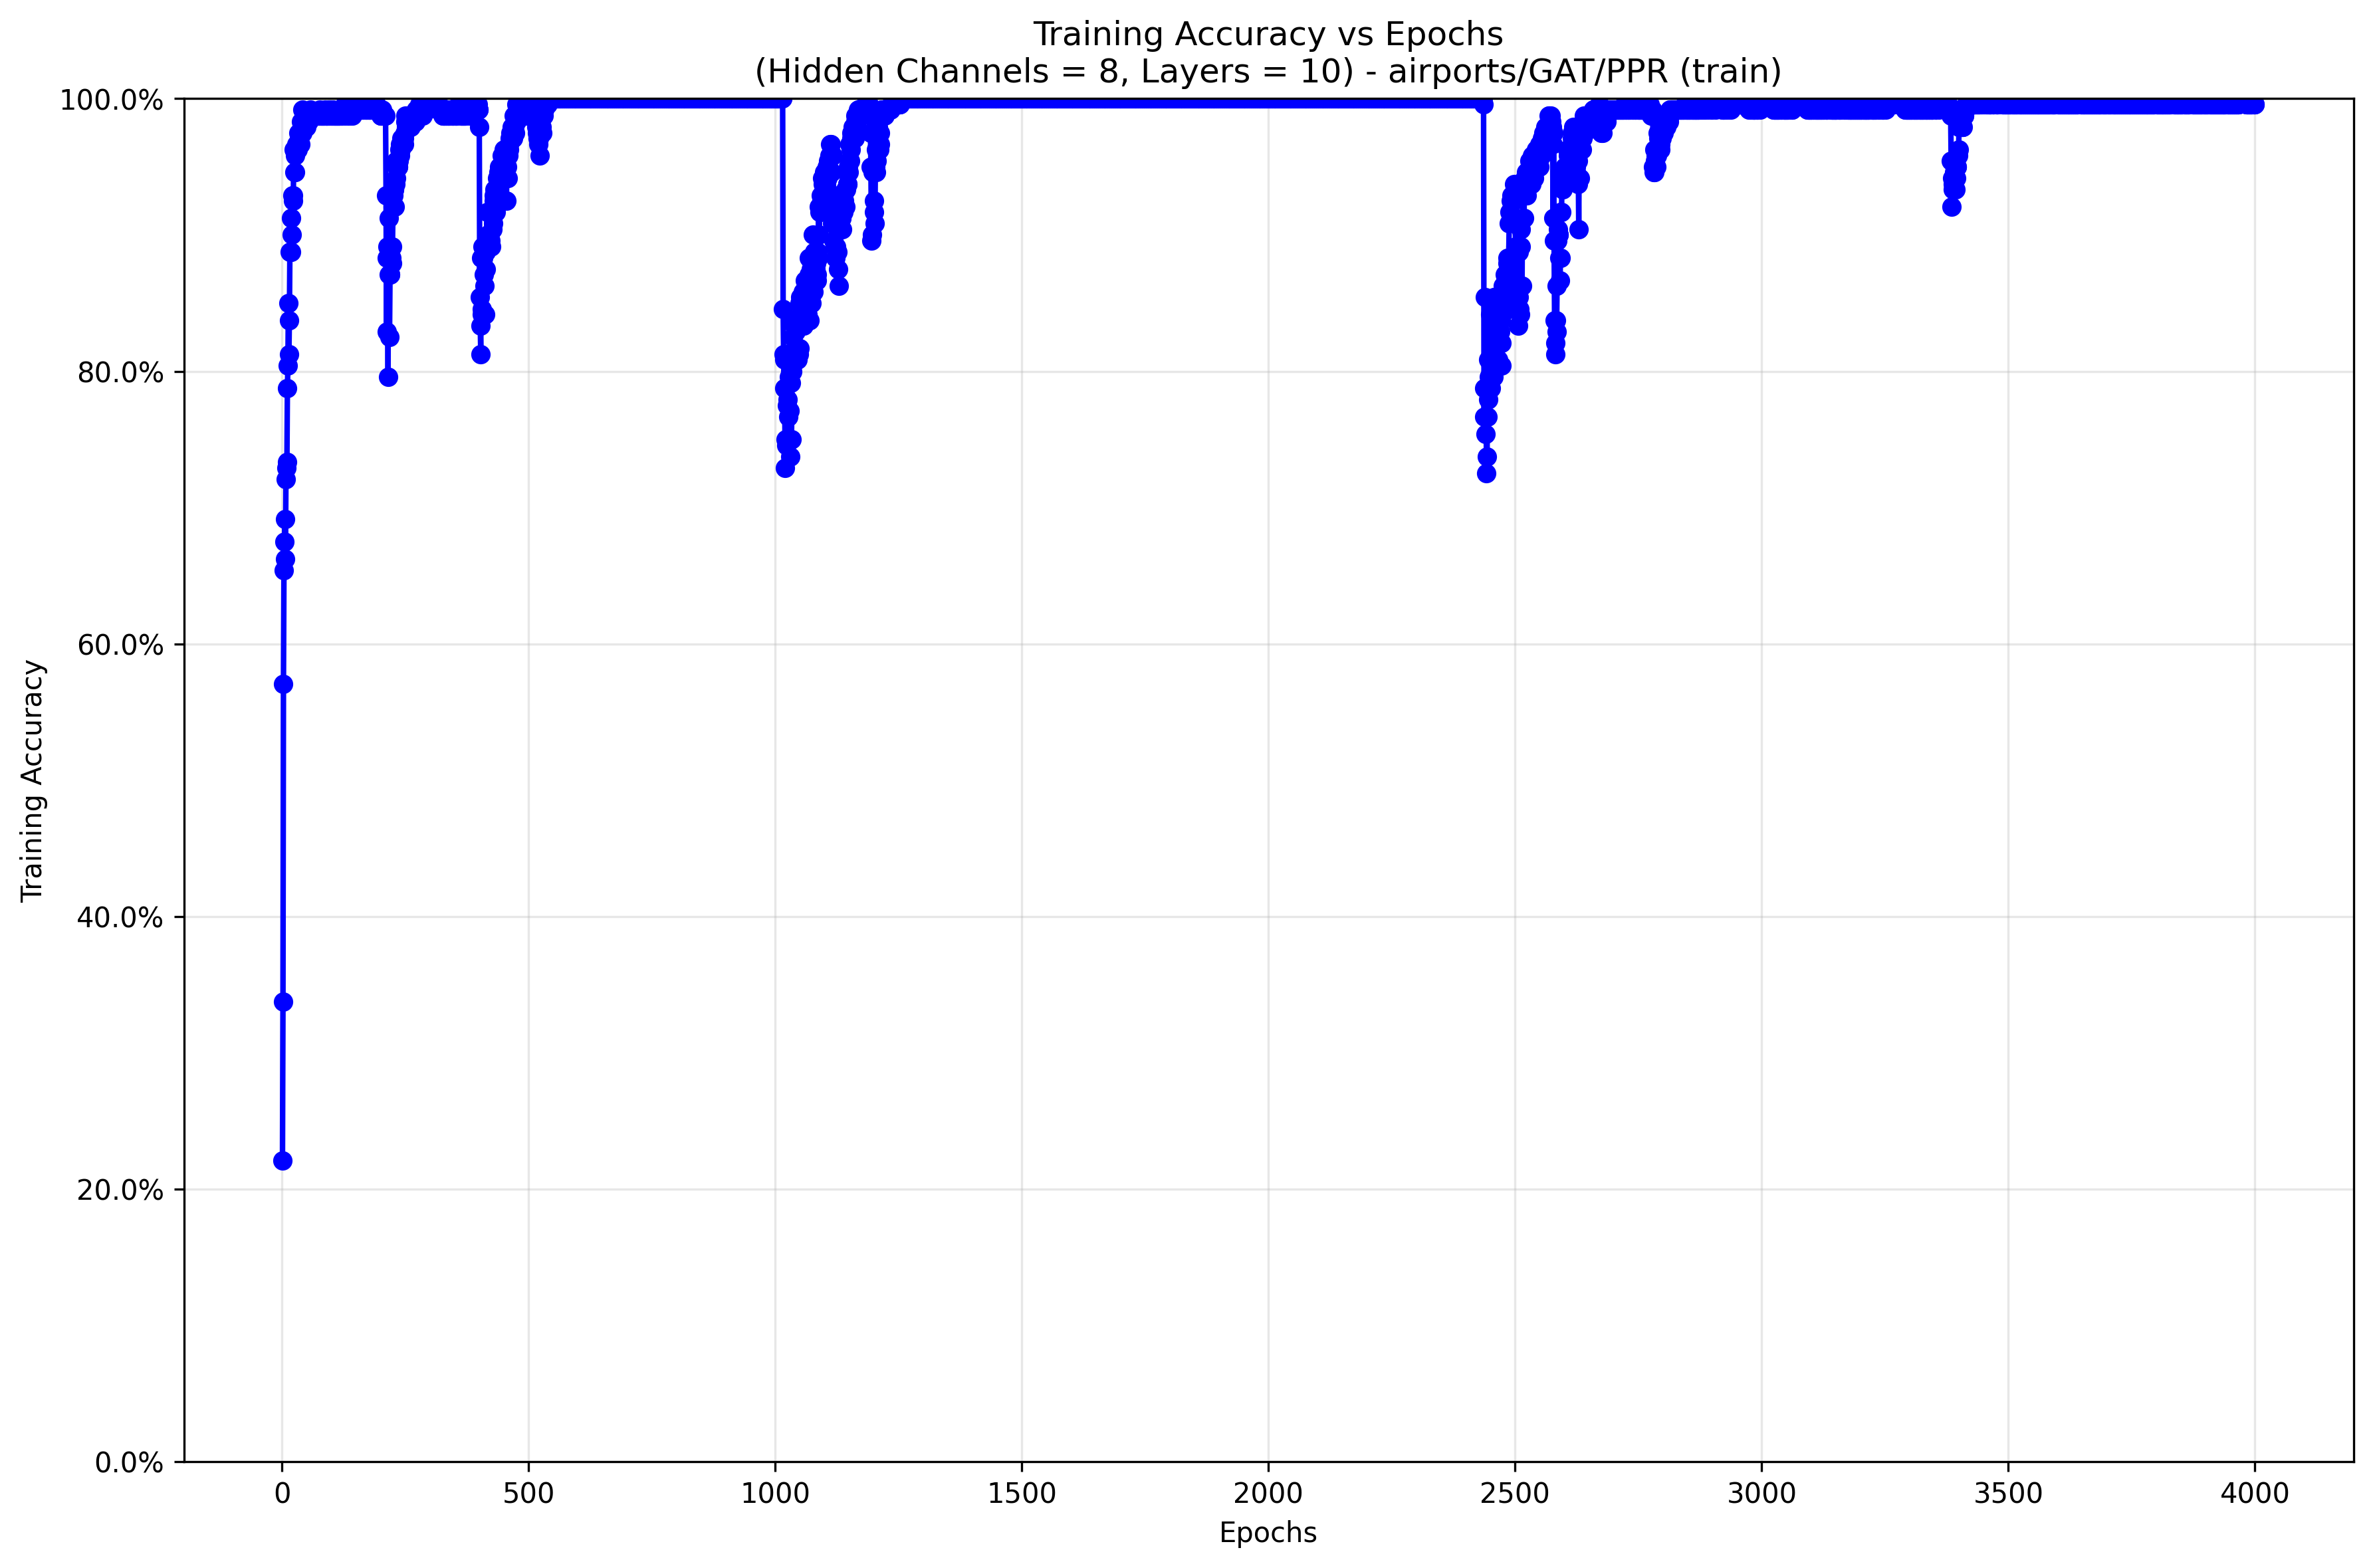 Training Accuracy vs Epochs
(Hidden Channels = 8, Layers = 10) - airports/GAT/PPR (train)
100.0%
80.0%
60.0%
40.0%
20.0%
0.0%
Training Accuracy
0 500 1000 1500 2000 2500 3000 3500 4000
Epochs